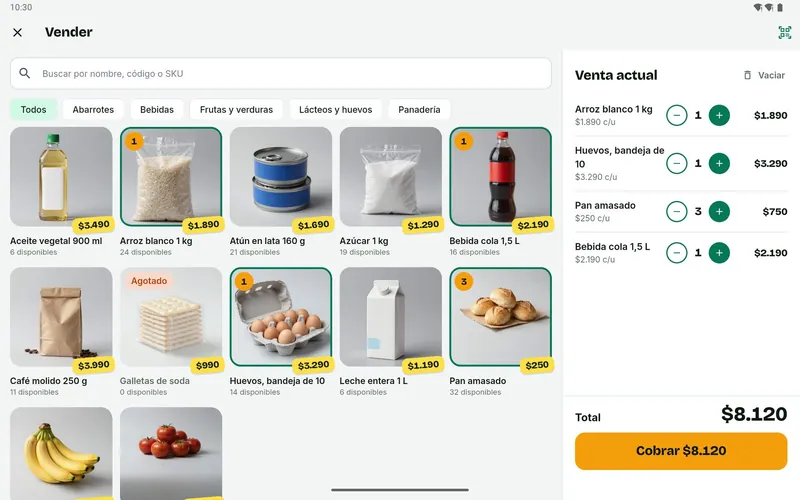 10:30
Vender
Buscar por nombre, código o SKU
Todos
Abarrotes
Bebidas
Frutas y verduras
Lácteos y huevos
Panadería
1
1
$3.490
$1.890
$1.690
$1.290
$2.190
Aceite vegetal 900 ml
Arroz blanco 1 kg
Atún en lata 160 g
Azúcar 1 kg
Bebida cola 1,5 L
6 disponibles
24 disponibles
21 disponibles
19 disponibles
16 disponibles
Agotado
1
3
$3.990
$990
$3.290
$1.190
$250
Café molido 250 g
Galletas de soda
Huevos, bandeja de 10
Leche entera 1 L
Pan amasado
11 disponibles
0 disponibles
14 disponibles
6 disponibles
32 disponibles
Venta actual
Vaciar
Arroz blanco 1 kg
$1.890 c/u
− 1 +
$1.890
Huevos, bandeja de
10
$3.290 c/u
− 1 +
$3.290
Pan amasado
$250 c/u
− 3 +
$750
Bebida cola 1,5 L
$2.190 c/u
− 1 +
$2.190
Total
$8.120
Cobrar $8.120